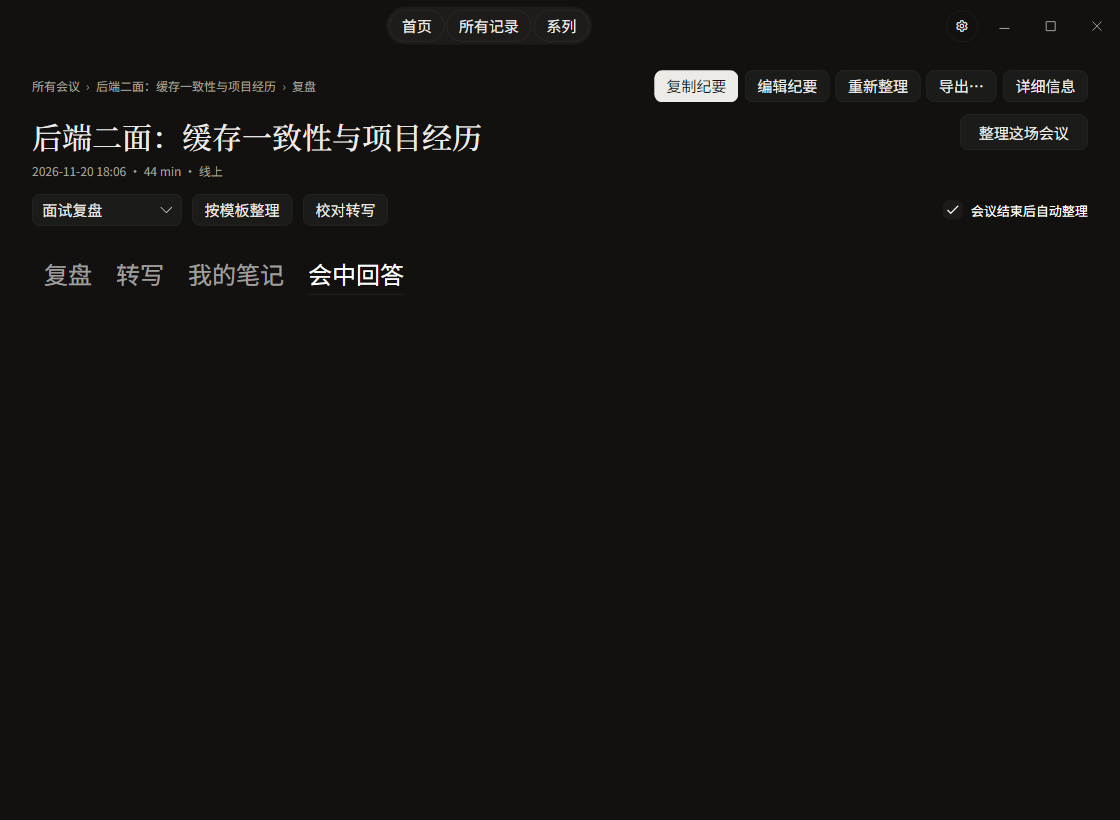 首页 所有记录 系列
所有会议 › 后端二面：缓存一致性与项目经历 › 复盘
复制纪要 编辑纪要 重新整理 导出··· 详细信息
后端二面：缓存一致性与项目经历
整理这场会议
2026-11-20 18:06 · 44 min · 线上
面试复盘 按模板整理 校对转写
会议结束后自动整理
复盘 转写 我的笔记 会中回答